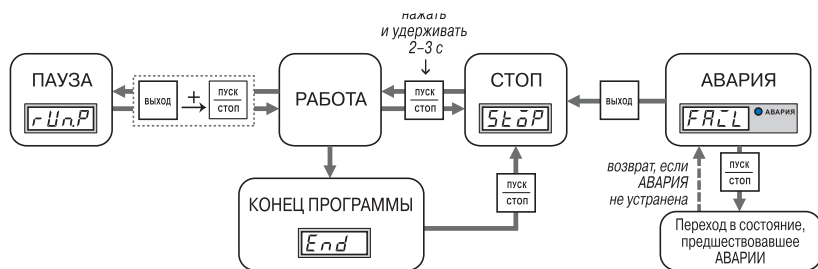 нажать
и удерживать
2–3 с
ПАУЗА
rUn.P
ВЫХОД
+
ПУСК
СТОП
РАБОТА
ПУСК
СТОП
СТОП
StoP
ВЫХОД
АВАРИЯ
FAIL
АВАРИЯ
КОНЕЦ ПРОГРАММЫ
End
ПУСК
СТОП
возврат, если
АВАРИЯ
не устранена
ПУСК
СТОП
Переход в состояние,
предшествовавшее
АВАРИИ